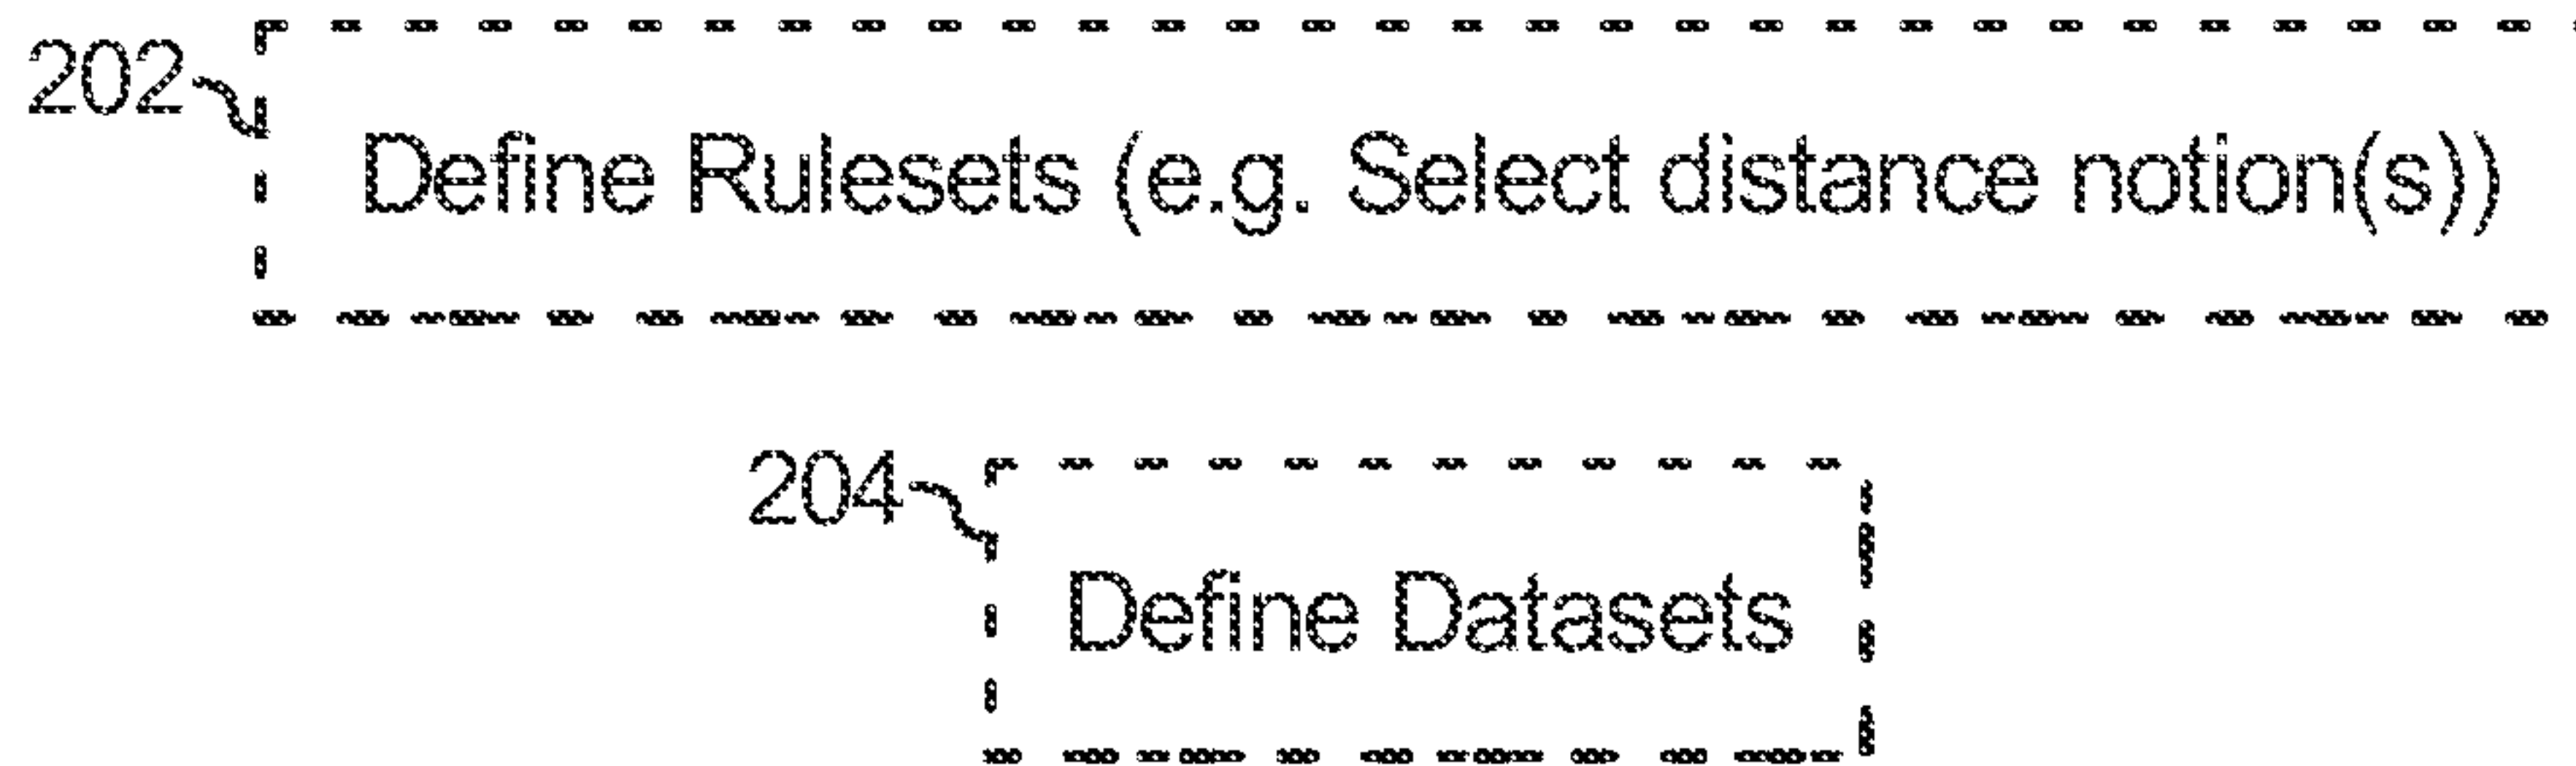 202
Define Rulesets (e.g. Select distance notion(s))
204
Define Datasets